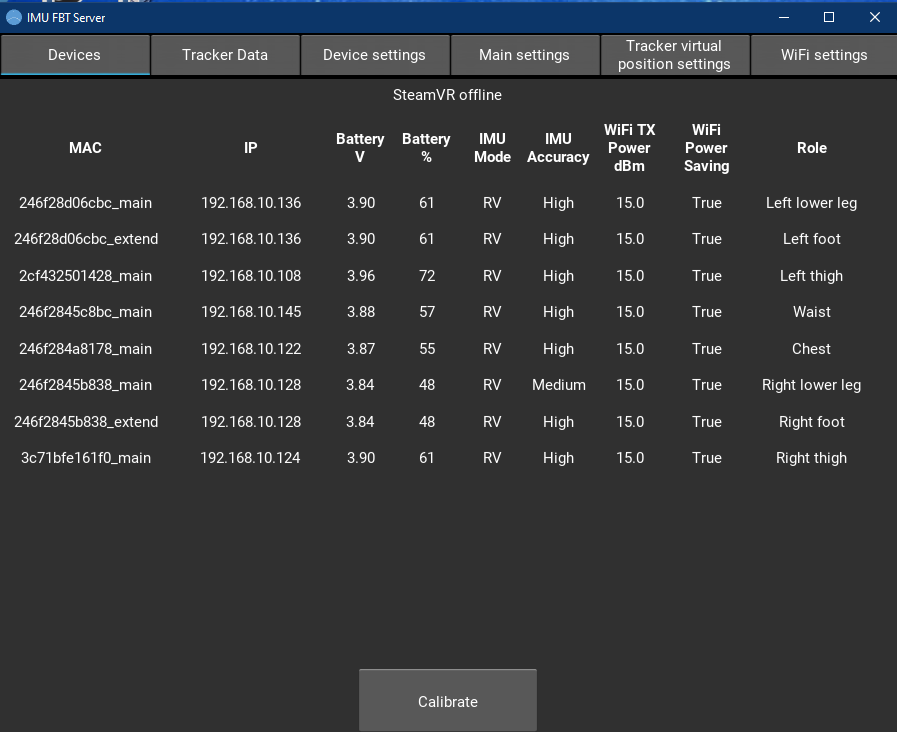 IMU FBT Server
Devices
Tracker Data
Device settings
Main settings
Tracker virtual
position settings
WiFi settings
SteamVR offline
MAC
IP
Battery
V
Battery
%
IMU
Mode
IMU
Accuracy
WiFi TX
Power
dBm
WiFi
Power
Saving
Role
246f28d06cbc_main 192.168.10.136 3.90 61 RV High 15.0 True Left lower leg
246f28d06cbc_extend 192.168.10.136 3.90 61 RV High 15.0 True Left foot
2cf432501428_main 192.168.10.108 3.96 72 RV High 15.0 True Left thigh
246f2845c8bc_main 192.168.10.145 3.88 57 RV High 15.0 True Waist
246f284a8178_main 192.168.10.122 3.87 55 RV High 15.0 True Chest
246f2845b838_main 192.168.10.128 3.84 48 RV Medium 15.0 True Right lower leg
246f2845b838_extend 192.168.10.128 3.84 48 RV High 15.0 True Right foot
3c71bfe161f0_main 192.168.10.124 3.90 61 RV High 15.0 True Right thigh
Calibrate